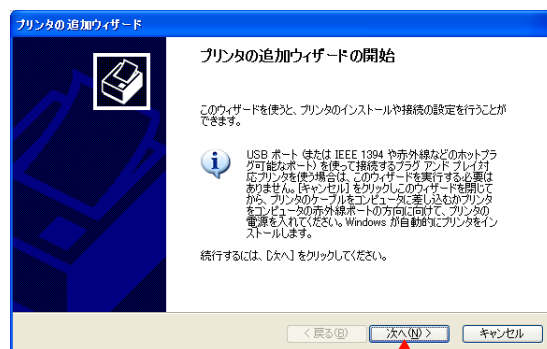 プリンタの追加ウィザード
プリンタの追加ウィザードの開始
このウィザードを使うと、プリンタのインストールや接続の設定を行うことが
できます。
USB ポート (または IEEE 1394 や赤外線などのホットプラ
グ可能なポート) を使って接続するプラグ アンド プレイ対
応プリンタを使う場合は、このウィザードを実行する必要は
ありません。[キャンセル] をクリックしこのウィザードを閉じて
から、プリンタのケーブルをコンピュータに差し込むかプリンタ
をコンピュータの赤外線ポートの方向に向けて、プリンタの
電源を入れてください。Windows が自動的にプリンタをイン
ストールします。
続行するには、[次へ] をクリックしてください。
< 戻る(B) 次へ(N) > キャンセル